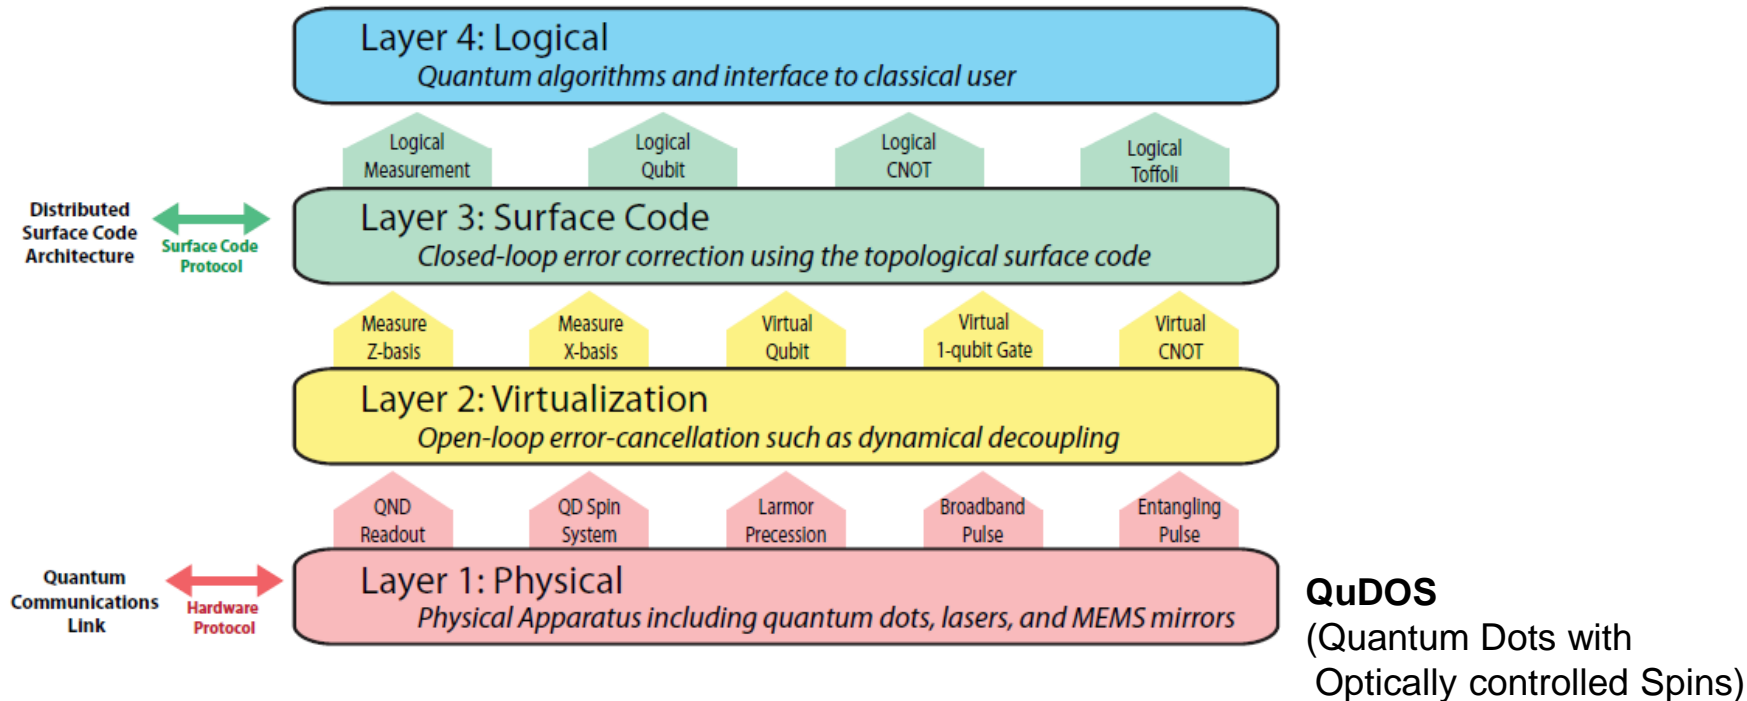 Layer 4: Logical
Quantum algorithms and interface to classical user
Logical
Measurement
Logical
Qubit
Logical
CNOT
Logical
Toffoli
Distributed
Surface Code
Architecture
Surface Code
Protocol
Layer 3: Surface Code
Closed-loop error correction using the topological surface code
Measure
Z-basis
Measure
X-basis
Virtual
Qubit
Virtual
1-qubit Gate
Virtual
CNOT
Layer 2: Virtualization
Open-loop error-cancellation such as dynamical decoupling
QND
Readout
QD Spin
System
Larmor
Precession
Broadband
Pulse
Entangling
Pulse
Quantum
Communications
Link
Hardware
Protocol
Layer 1: Physical
Physical Apparatus including quantum dots, lasers, and MEMS mirrors
QuDOS
(Quantum Dots with
Optically controlled Spins)